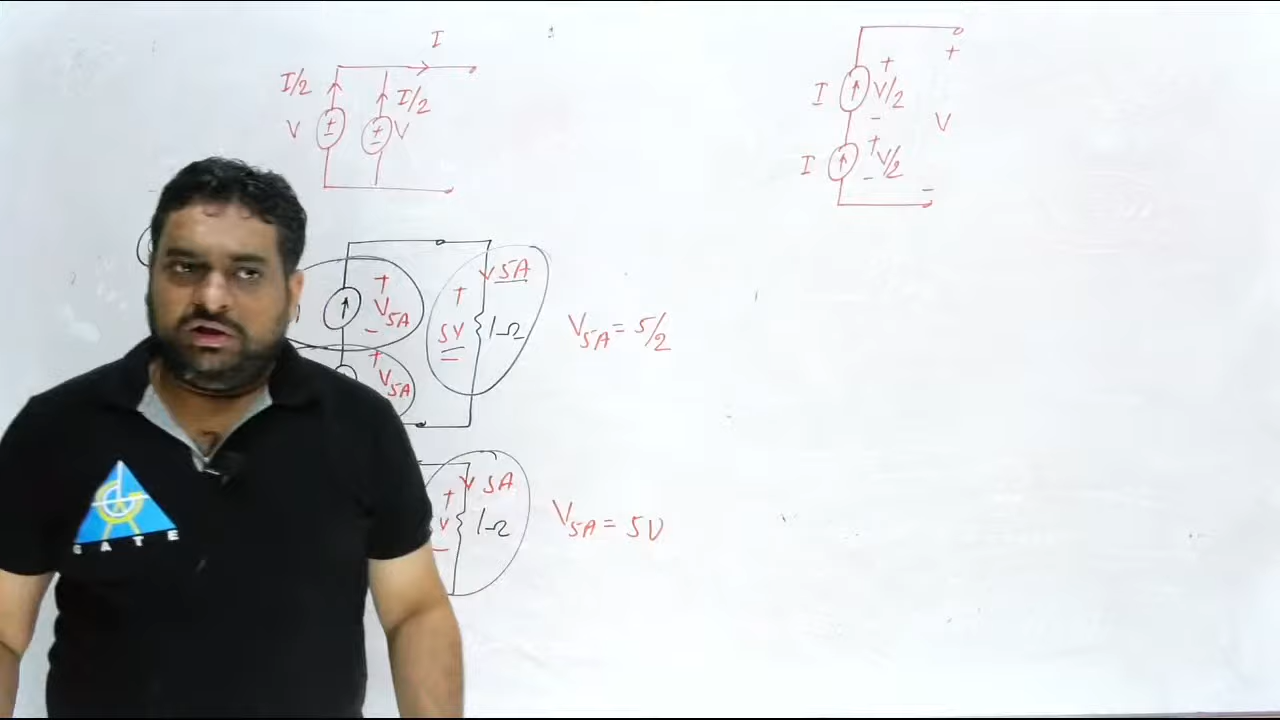 I
I/2
I/2
V
V
I
+
V/2
-
+
V
I
+
V/2
-
-
5A
+
V5A
-
+
5V
1Ω
V5A = 5/2
+
V5A
5A
+
V
-
1Ω
V5A = 5V
GATE